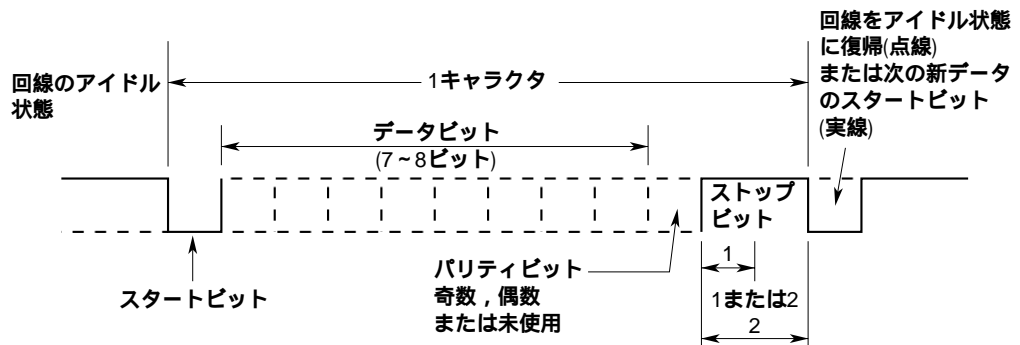 回線のアイドル
状態
1キャラクタ
回線をアイドル状態
に復帰(点線)
または次の新データ
のスタートビット
(実線)
データビット
(7~8ビット)
ストップ
ビット
スタートビット
パリティビット
奇数,偶数
または未使用
1
1または2
2